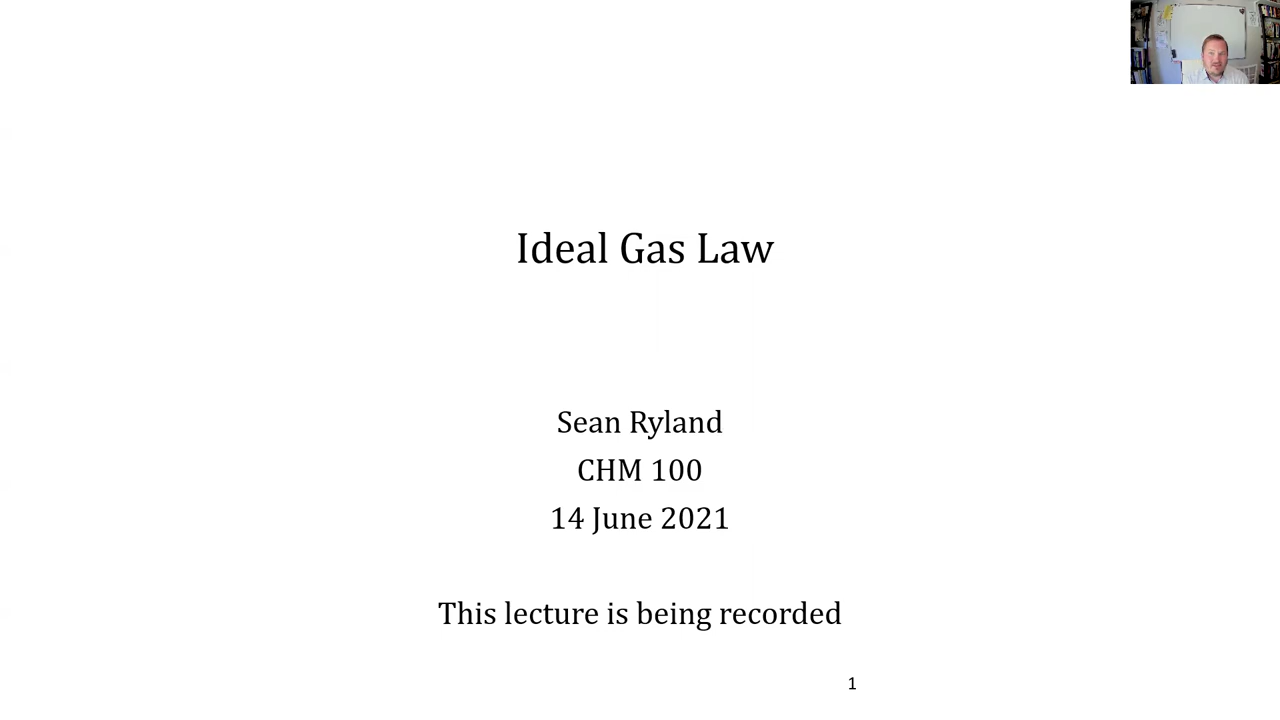 Ideal Gas Law
Sean Ryland
CHM 100
14 June 2021
This lecture is being recorded
1